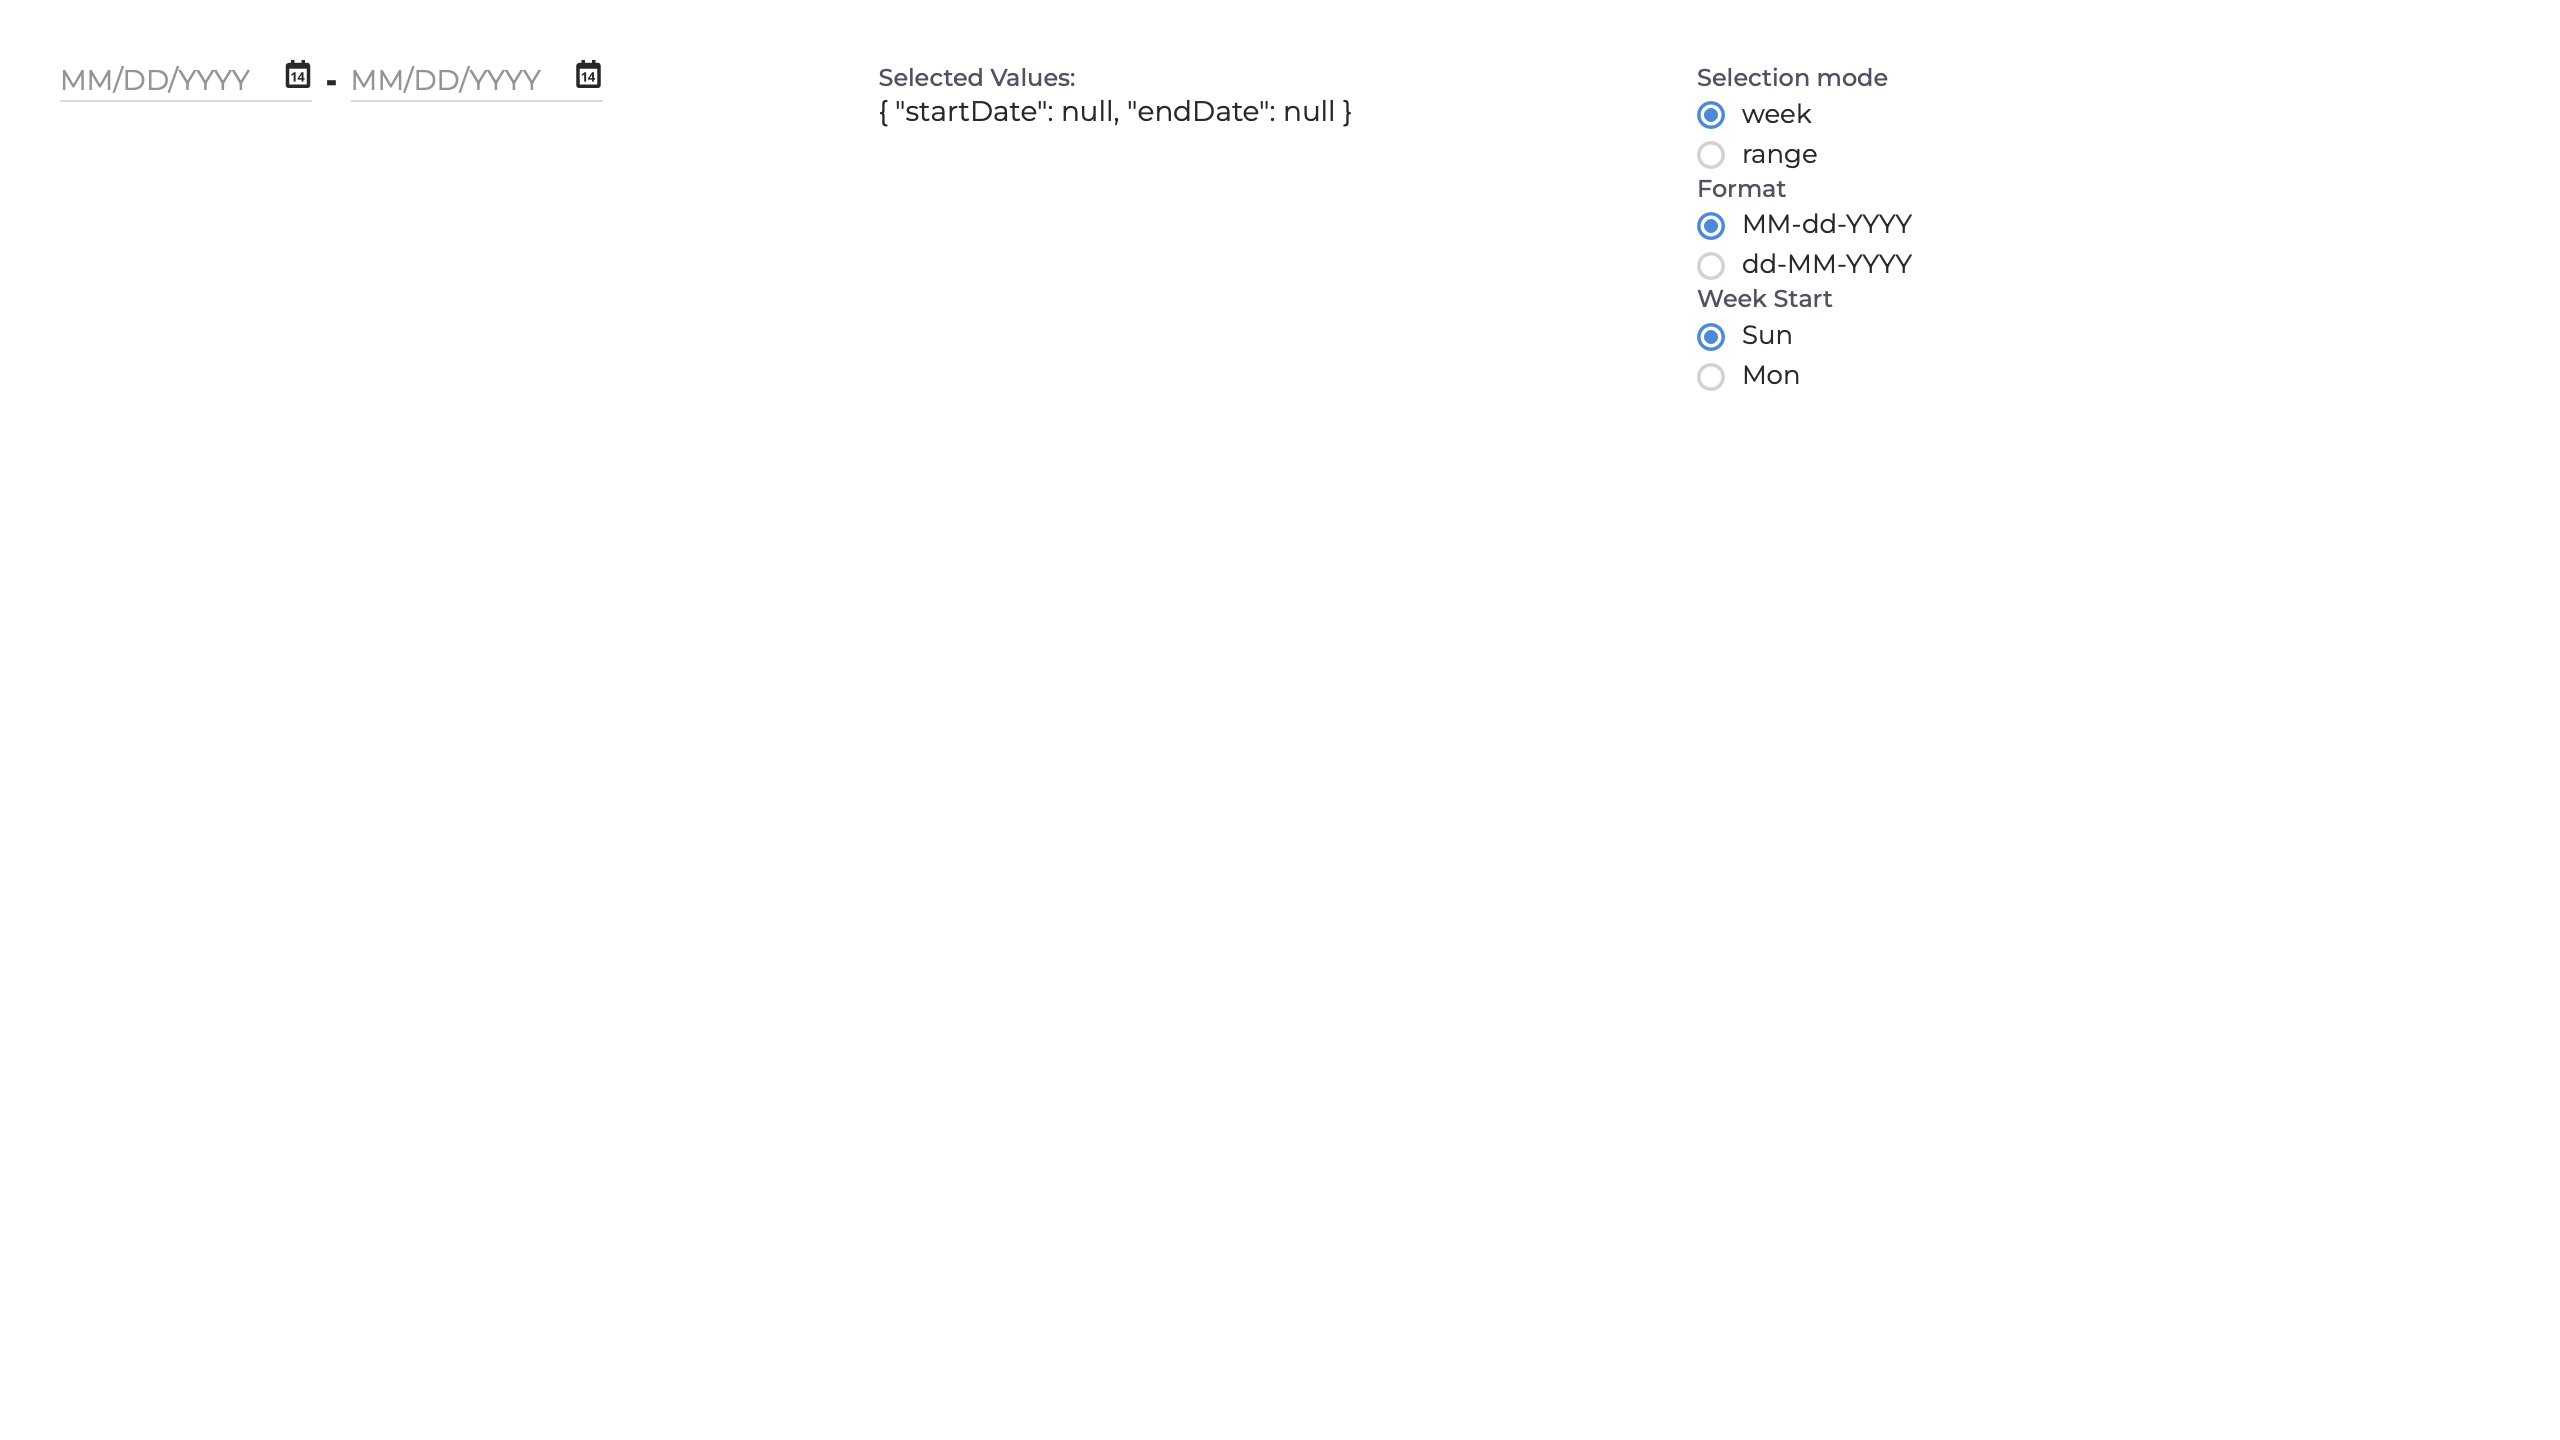 MM/DD/YYYY 14 - MM/DD/YYYY 14
Selected Values:
{ "startDate": null, "endDate": null }
Selection mode
week
range
Format
MM-dd-YYYY
dd-MM-YYYY
Week Start
Sun
Mon